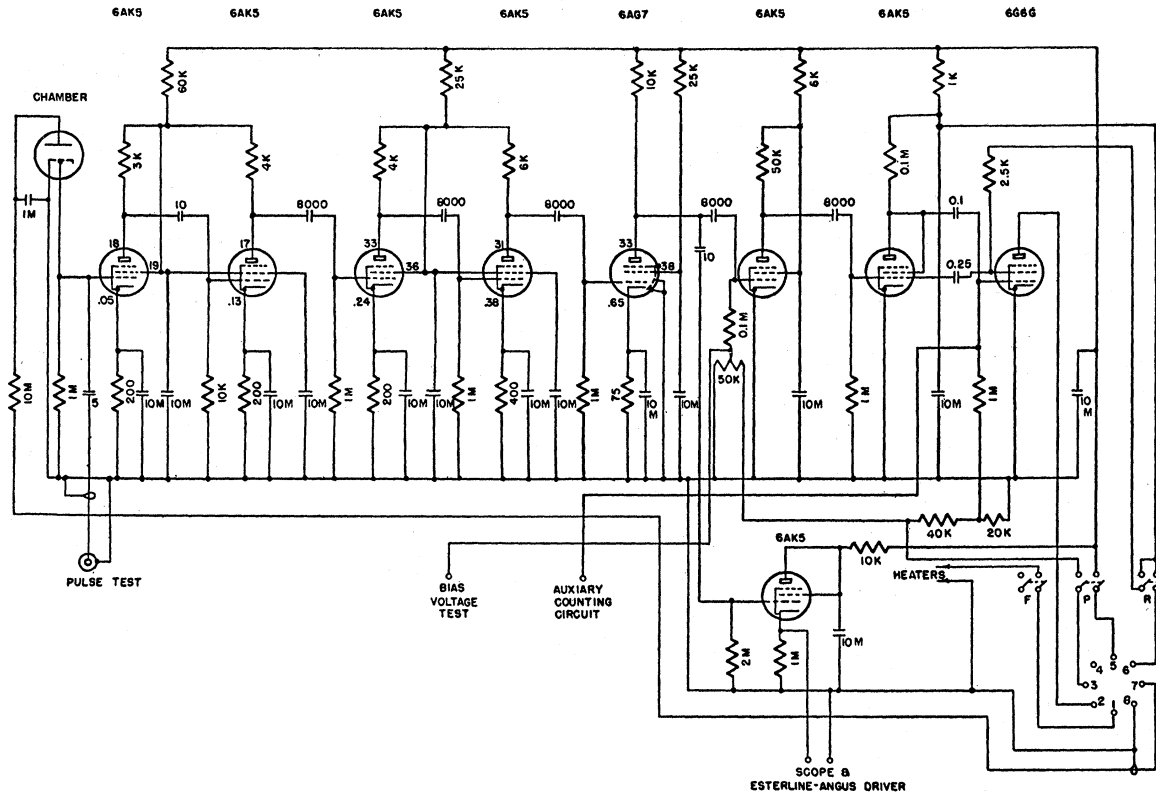 6AK5 6AK5 6AK5 6AK5 6AG7 6AK5 6AK5 6G6G
60K 25K 10K 25K 6K 1K
CHAMBER
3K 4K 4K 6K 50K 0.1M 2.5K
1M 10 8000 8000 8000 8000 8000 0.1
18 19 17 33 36 31 33 38 10 0.25
.05 .13 .24 .38 .65 0.1M
50K
10M 1M 5 200 10M 10M 10K 200 10M 10M 1M 200 10M 10M 1M 400 10M 10M 1M 75 10 M 10M 10M 1M 10M 1M 10 M
40K 20K
6AK5 10K
PULSE TEST
BIAS
VOLTAGE
TEST
AUXIARY
COUNTING
CIRCUIT
HEATERS
F P R
2M 1M 10M
4 5 6
3 7
2 1 8
SCOPE &
ESTERLINE-ANGUS DRIVER